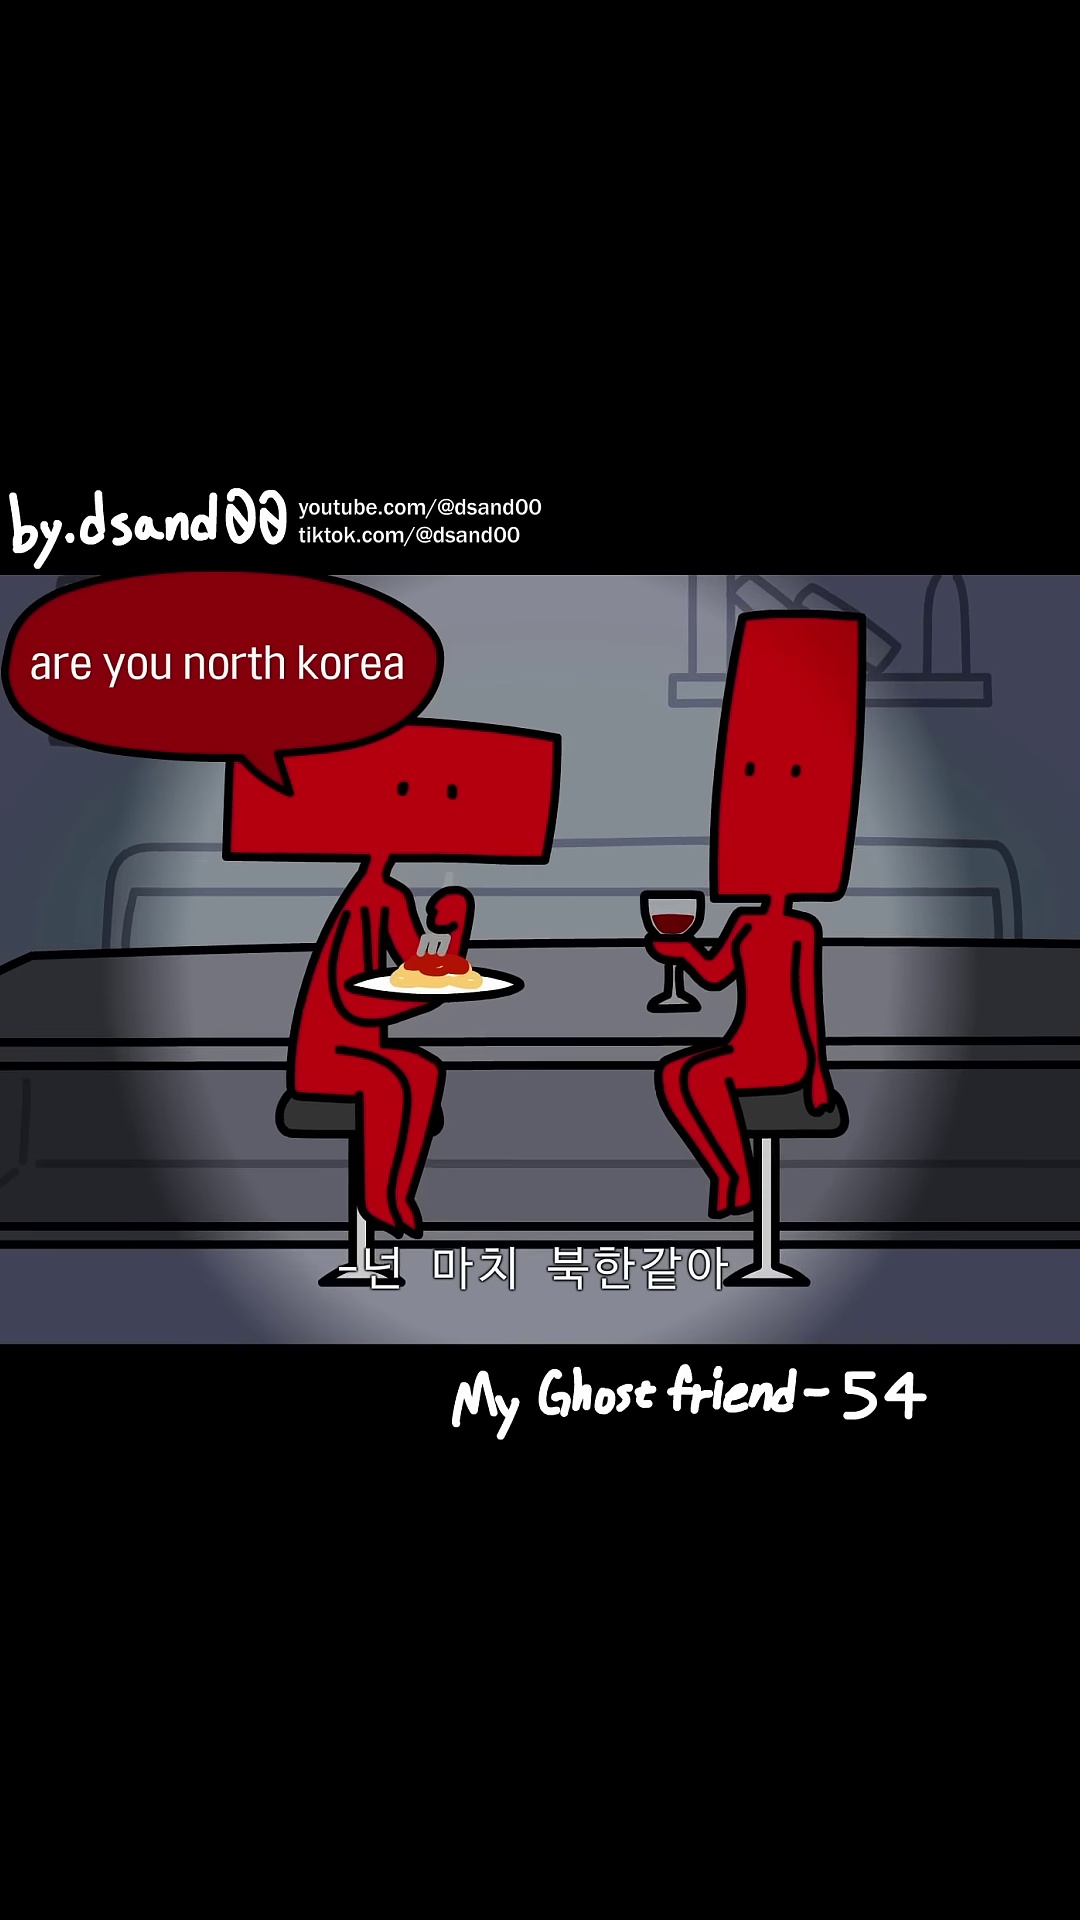 by.dsand00
youtube.com/@dsand00
tiktok.com/@dsand00
are you north korea
-넌 마치 북한같아
My Ghost friend-54